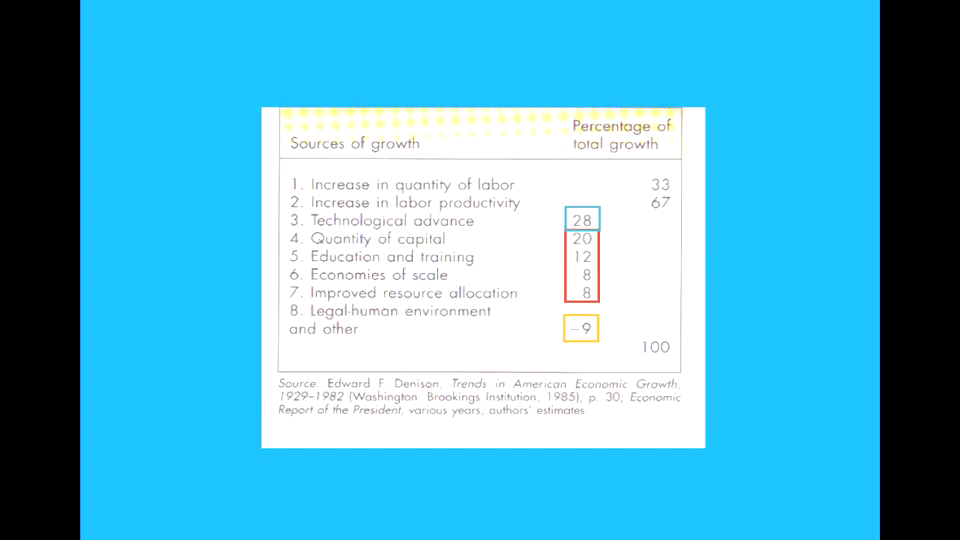 Sources of growth Percentage of total growth
1. Increase in quantity of labor 33
2. Increase in labor productivity 67
3. Technological advance 28
4. Quantity of capital 20
5. Education and training 12
6. Economies of scale 8
7. Improved resource allocation 8
8. Legal-human environment
and other −9
100
Source: Edward F. Denison, Trends in American Economic Growth,
1929–1982 (Washington: Brookings Institution, 1985), p. 30; Economic
Report of the President, various years; authors' estimates.